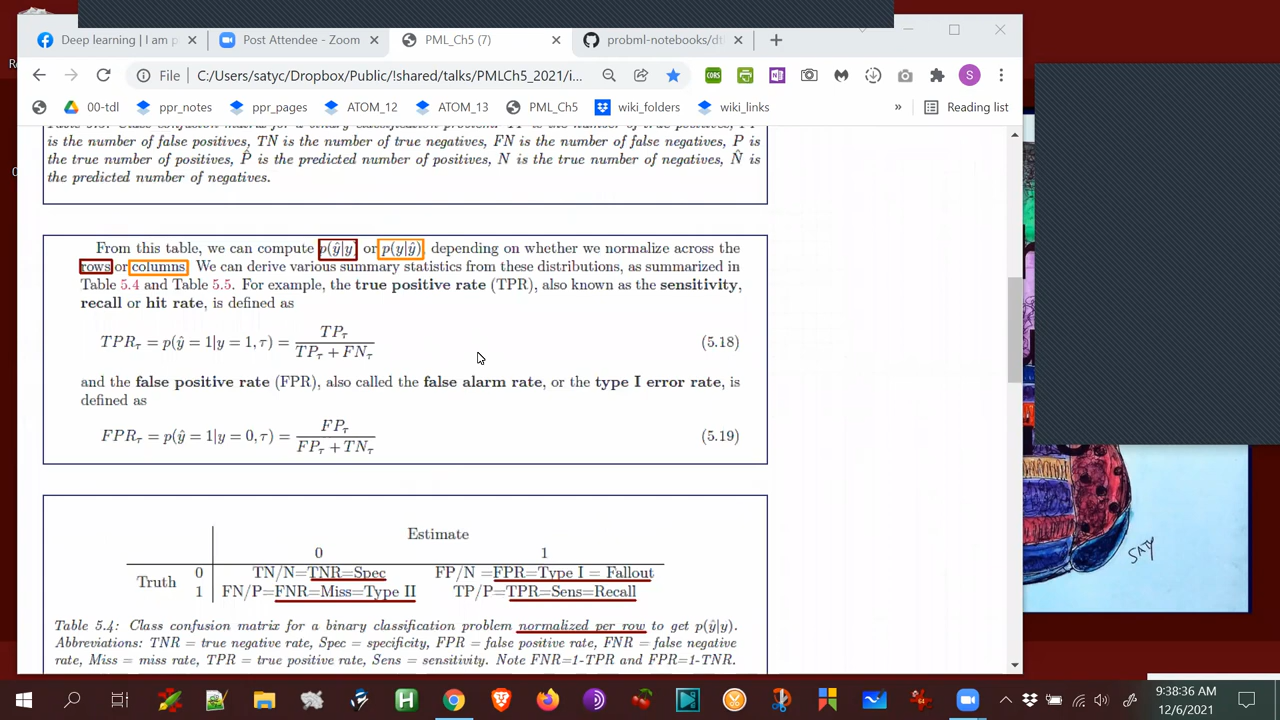 Deep learning | I am p
Post Attendee - Zoom
PML_Ch5 (7)
probml-notebooks/dt
File
C:/Users/satyc/Dropbox/Public/!shared/talks/PMLCh5_2021/i...
S
00-tdl
ppr_notes
ppr_pages
ATOM_12
ATOM_13
PML_Ch5
wiki_folders
wiki_links
»
Reading list
is the number of false positives, TN is the number of true negatives, FN is the number of false negatives, P is
the true number of positives, P̂ is the predicted number of positives, N is the true number of negatives, N̂ is
the predicted number of negatives.
From this table, we can compute p(ŷ|y) or p(y|ŷ), depending on whether we normalize across the
rows or columns. We can derive various summary statistics from these distributions, as summarized in
Table 5.4 and Table 5.5. For example, the true positive rate (TPR), also known as the sensitivity,
recall or hit rate, is defined as
TPRτ = p(ŷ = 1|y = 1, τ) = TPτ / (TPτ + FNτ) (5.18)
and the false positive rate (FPR), also called the false alarm rate, or the type I error rate, is
defined as
FPRτ = p(ŷ = 1|y = 0, τ) = FPτ / (FPτ + TNτ) (5.19)
Estimate
0 1
Truth 0 TN/N=TNR=Spec FP/N =FPR=Type I = Fallout
1 FN/P=FNR=Miss=Type II TP/P=TPR=Sens=Recall
Table 5.4: Class confusion matrix for a binary classification problem normalized per row to get p(ŷ|y).
Abbreviations: TNR = true negative rate, Spec = specificity, FPR = false positive rate, FNR = false negative
rate, Miss = miss rate, TPR = true positive rate, Sens = sensitivity. Note FNR=1-TPR and FPR=1-TNR.
SATY
9:38:36 AM
12/6/2021